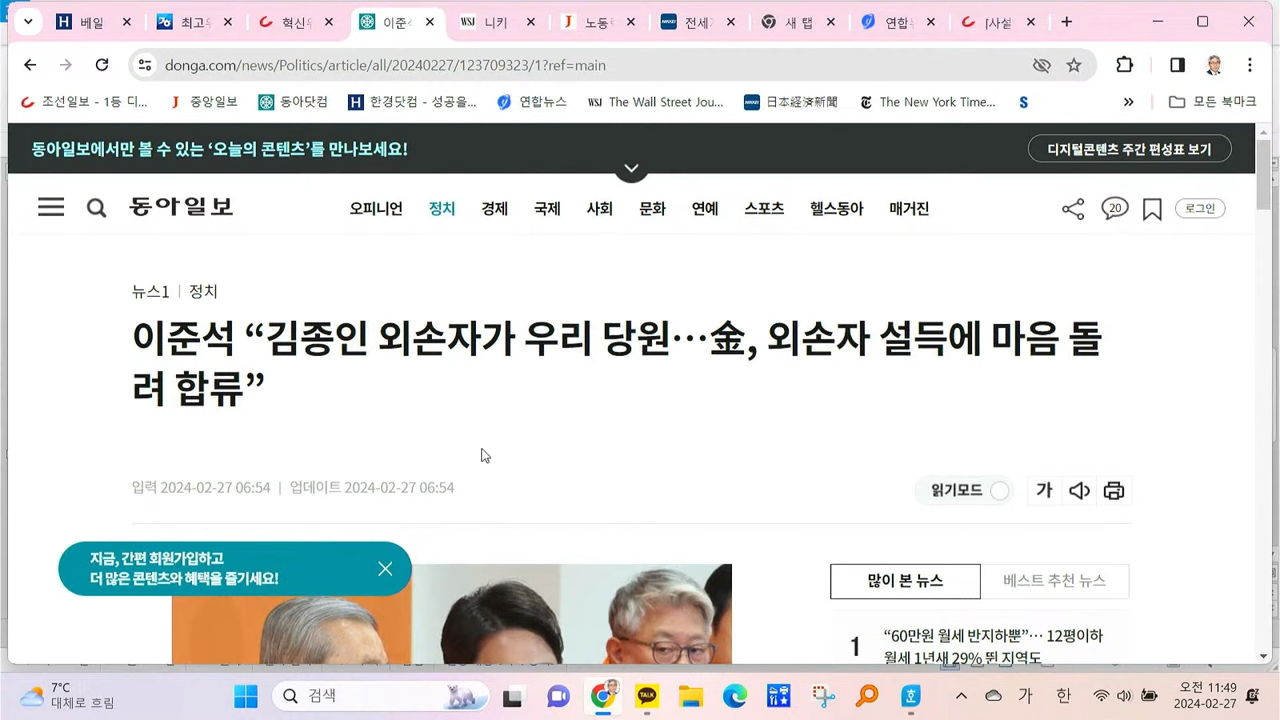 베일
최고
혁신
이준
WSJ 니키
J 노동
NIKKEI 전세
새 탭
연합
[사설
donga.com/news/Politics/article/all/20240227/123709323/1?ref=main
조선일보 - 1등 디...
중앙일보
동아닷컴
한경닷컴 - 성공을...
연합뉴스
WSJ The Wall Street Jou...
NIKKEI 日本経済新聞
The New York Time...
S
모든 북마크
동아일보에서만 볼 수 있는 ‘오늘의 콘텐츠’를 만나보세요!
디지털콘텐츠 주간 편성표 보기
동아일보
오피니언 정치 경제 국제 사회 문화 연예 스포츠 헬스동아 매거진
20
로그인
뉴스1 | 정치
이준석 “김종인 외손자가 우리 당원…金, 외손자 설득에 마음 돌
려 합류”
입력 2024-02-27 06:54 | 업데이트 2024-02-27 06:54
읽기모드
가
지금, 간편 회원가입하고
더 많은 콘텐츠와 혜택을 즐기세요!
많이 본 뉴스
베스트 추천 뉴스
1 “60만원 월세 반지하뿐”… 12평이하
월세 1년새 29% 뛴 지역도
7°C
대체로 흐림
검색
TALK
가
한
오전 11:49
2024-02-27